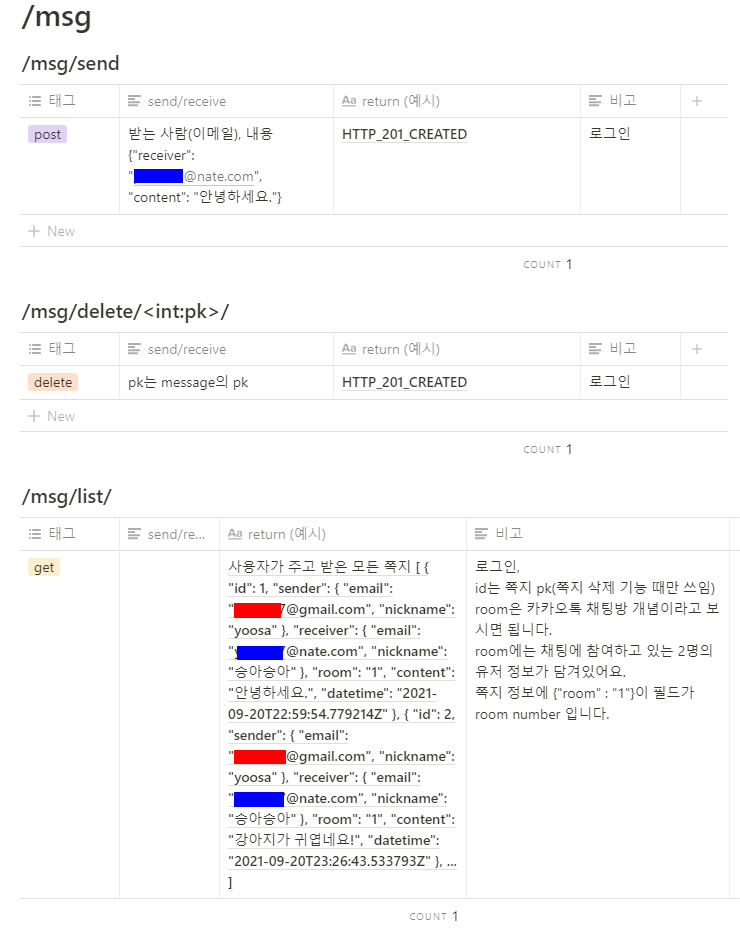 /msg
/msg/send
태그 send/receive Aa return (예시) 비고 +
post 받는 사람(이메일), 내용 HTTP_201_CREATED 로그인
{"receiver":
"@nate.com",
"content": "안녕하세요."}
+ New
COUNT 1
/msg/delete/<int:pk>/
태그 send/receive Aa return (예시) 비고 +
delete pk는 message의 pk HTTP_201_CREATED 로그인
+ New
COUNT 1
/msg/list/
태그 send/re... Aa return (예시) 비고
get
사용자가 주고 받은 모든 쪽지 [ {
"id": 1, "sender": { "email":
"7@gmail.com", "nickname":
"yoosa" }, "receiver": { "email":
"y7@nate.com", "nickname":
"승아승아" }, "room": "1", "content":
"안녕하세요.", "datetime": "2021-
09-20T22:59:54.779214Z" }, { "id": 2,
"sender": { "email":
"@gmail.com", "nickname":
"yoosa" }, "receiver": { "email":
"7@nate.com", "nickname":
"승아승아" }, "room": "1", "content":
"강아지가 귀엽네요!", "datetime":
"2021-09-20T23:26:43.533793Z" }, ...
]
로그인,
id는 쪽지 pk(쪽지 삭제 기능 때만 쓰임)
room은 카카오톡 채팅방 개념이라고 보
시면 됩니다.
room에는 채팅에 참여하고 있는 2명의
유저 정보가 담겨있어요.
쪽지 정보에 {"room" : "1"}이 필드가
room number 입니다.
COUNT 1